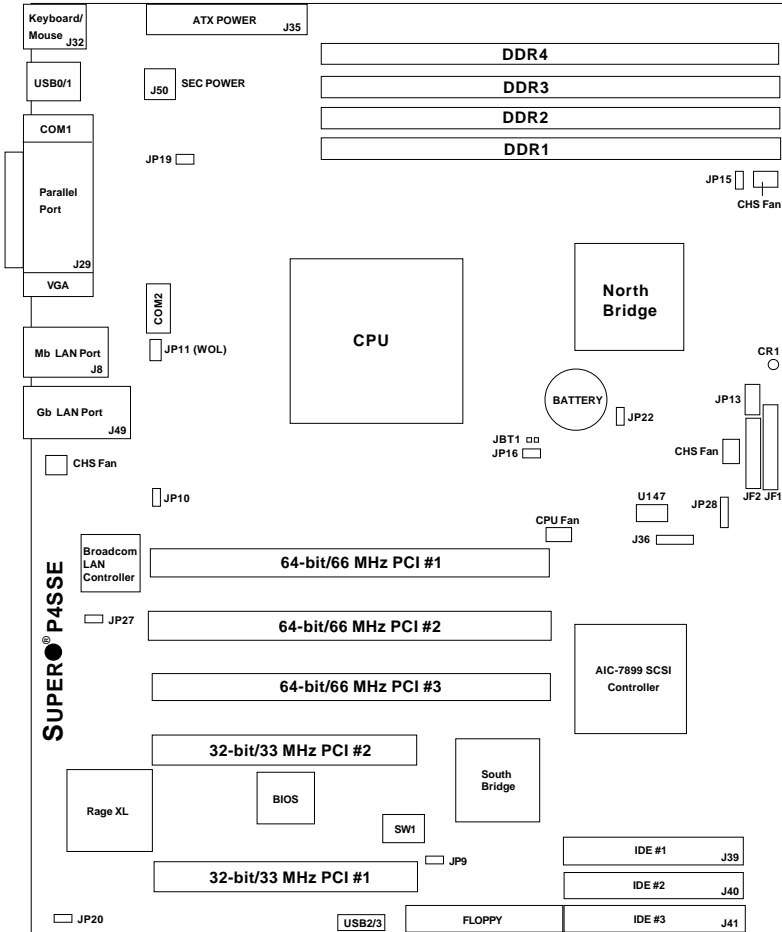 Keyboard/
Mouse
J32
ATX POWER
J35
DDR4
USB0/1
J50
SEC POWER
DDR3
DDR2
COM1
DDR1
JP19
JP15
CHS Fan
Parallel
Port
J29
VGA
COM2
North
Bridge
CPU
Mb LAN Port
J8
JP11 (WOL)
CR1
Gb LAN Port
J49
BATTERY
JP22
JP13
JBT1
JP16
CHS Fan
CHS Fan
JP10
U147
JP28
JF2
JF1
CPU Fan
J36
Broadcom
LAN
Controller
64-bit/66 MHz PCI #1
JP27
64-bit/66 MHz PCI #2
SUPER® P4SSE
64-bit/66 MHz PCI #3
AIC-7899 SCSI
Controller
32-bit/33 MHz PCI #2
South
Bridge
Rage XL
BIOS
SW1
IDE #1
J39
JP9
32-bit/33 MHz PCI #1
IDE #2
J40
JP20
USB2/3
FLOPPY
IDE #3
J41